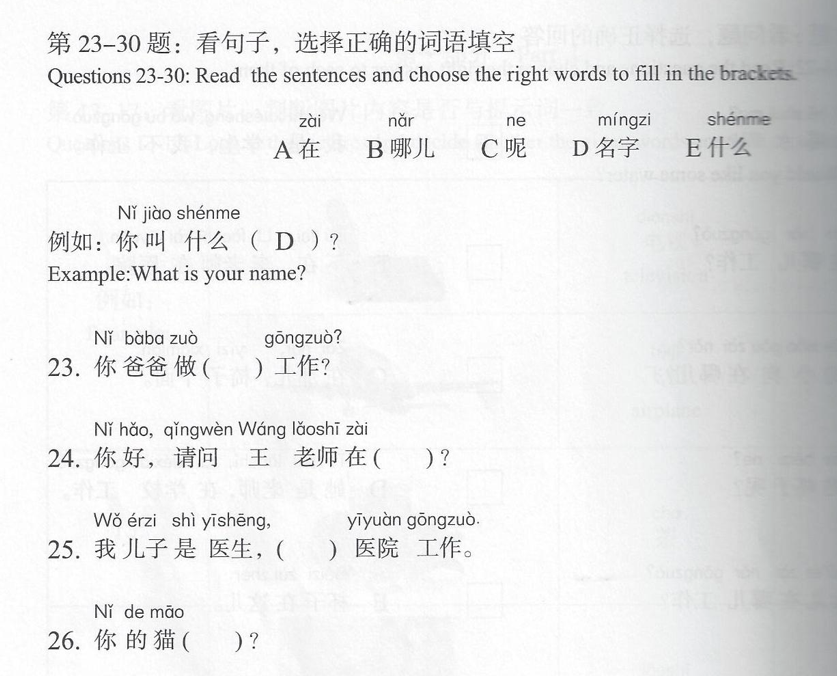 第 23-30 题：看句子，选择正确的词语填空
Questions 23-30: Read the sentences and choose the right words to fill in the brackets.
zài nǎr ne míngzi shénme
A 在 B 哪儿 C 呢 D 名字 E 什么
Nǐ jiào shénme
例如：你 叫 什么 （ D ）？
Example:What is your name?
Nǐ bàba zuò gōngzuò?
23. 你 爸爸 做 ( ) 工作？
Nǐ hǎo, qǐngwèn Wáng lǎoshī zài
24. 你 好， 请问 王 老师 在 ( )？
Wǒ érzi shì yīshēng, yīyuàn gōngzuò.
25. 我 儿子 是 医生，( ) 医院 工作。
Nǐ de māo
26. 你 的 猫 ( )？